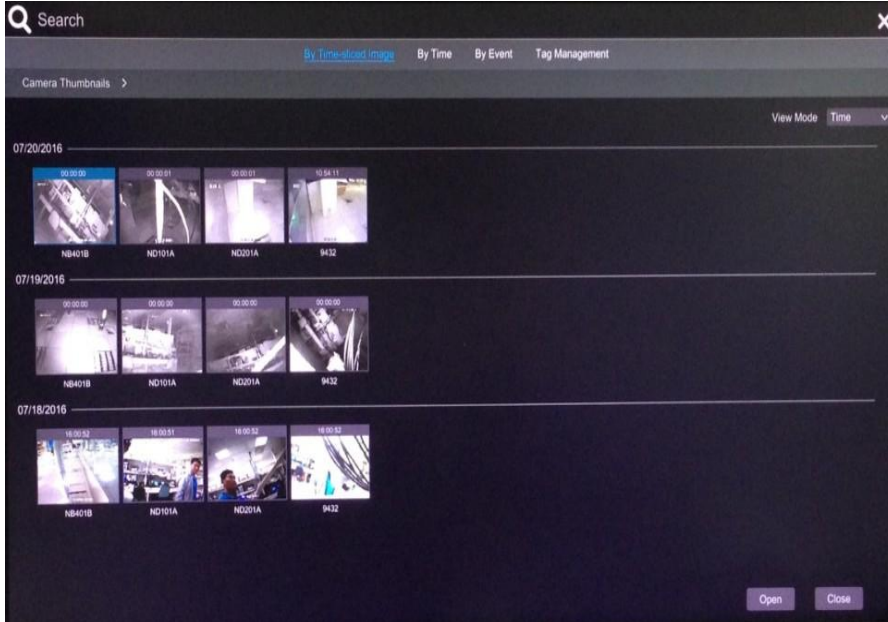 Search
By Time-sliced Image By Time By Event Tag Management
Camera Thumbnails >
View Mode Time
07/20/2016
00:00:00 00:00:01 00:00:01 10:54:11
NB401B ND101A ND201A 9432
07/19/2016
00:00:00 00:00:00 00:00:00 00:00:00
NB401B ND101A ND201A 9432
07/18/2016
16:00:52 16:00:51 16:00:52 16:00:52
NB401B ND101A ND201A 9432
Open Close